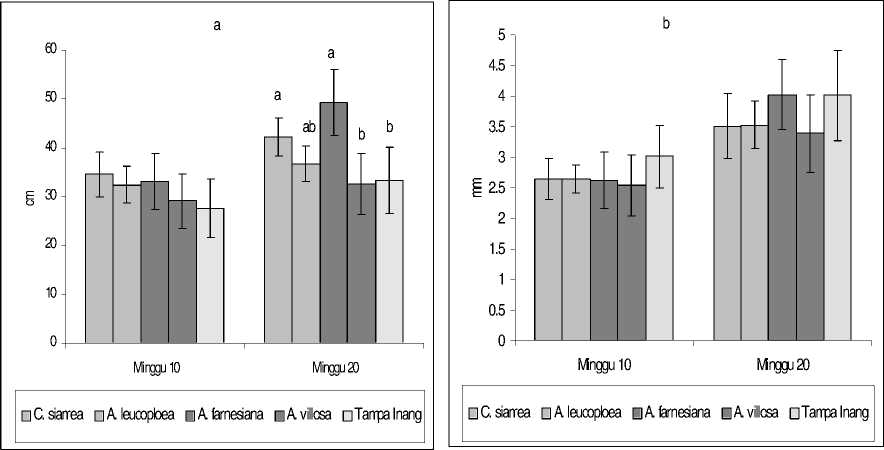 a
60
50
40
30
20
10
0
cm
a
ab
a
b
b
Minggu 10
Minggu 20
C. siarrea
A. leucoploea
A. farnesiana
A. villosa
Tampa Inang
b
5
4.5
4
3.5
3
2.5
2
1.5
1
0.5
0
mm
Minggu 10
Minggu 20
C. siarrea
A. leucoploea
A. farnesiana
A. villosa
Tampa Inang